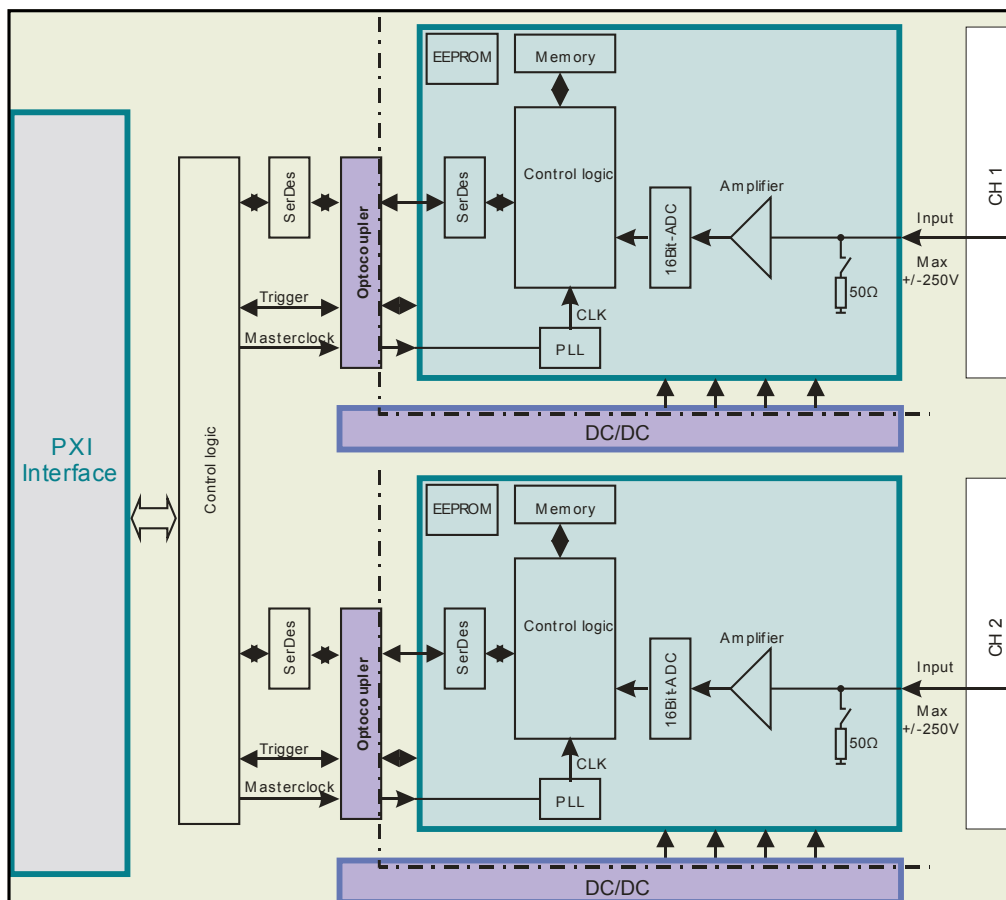 PXI
Interface
Control logic
SerDes
Trigger
Masterclock
Optocoupler
EEPROM
Memory
SerDes
Control logic
CLK
PLL
16Bit-ADC
Amplifier
50Ω
Input
Max
+/-250V
CH 1
DC/DC
SerDes
Trigger
Masterclock
Optocoupler
EEPROM
Memory
SerDes
Control logic
CLK
PLL
16Bit-ADC
Amplifier
50Ω
Input
Max
+/-250V
CH 2
DC/DC